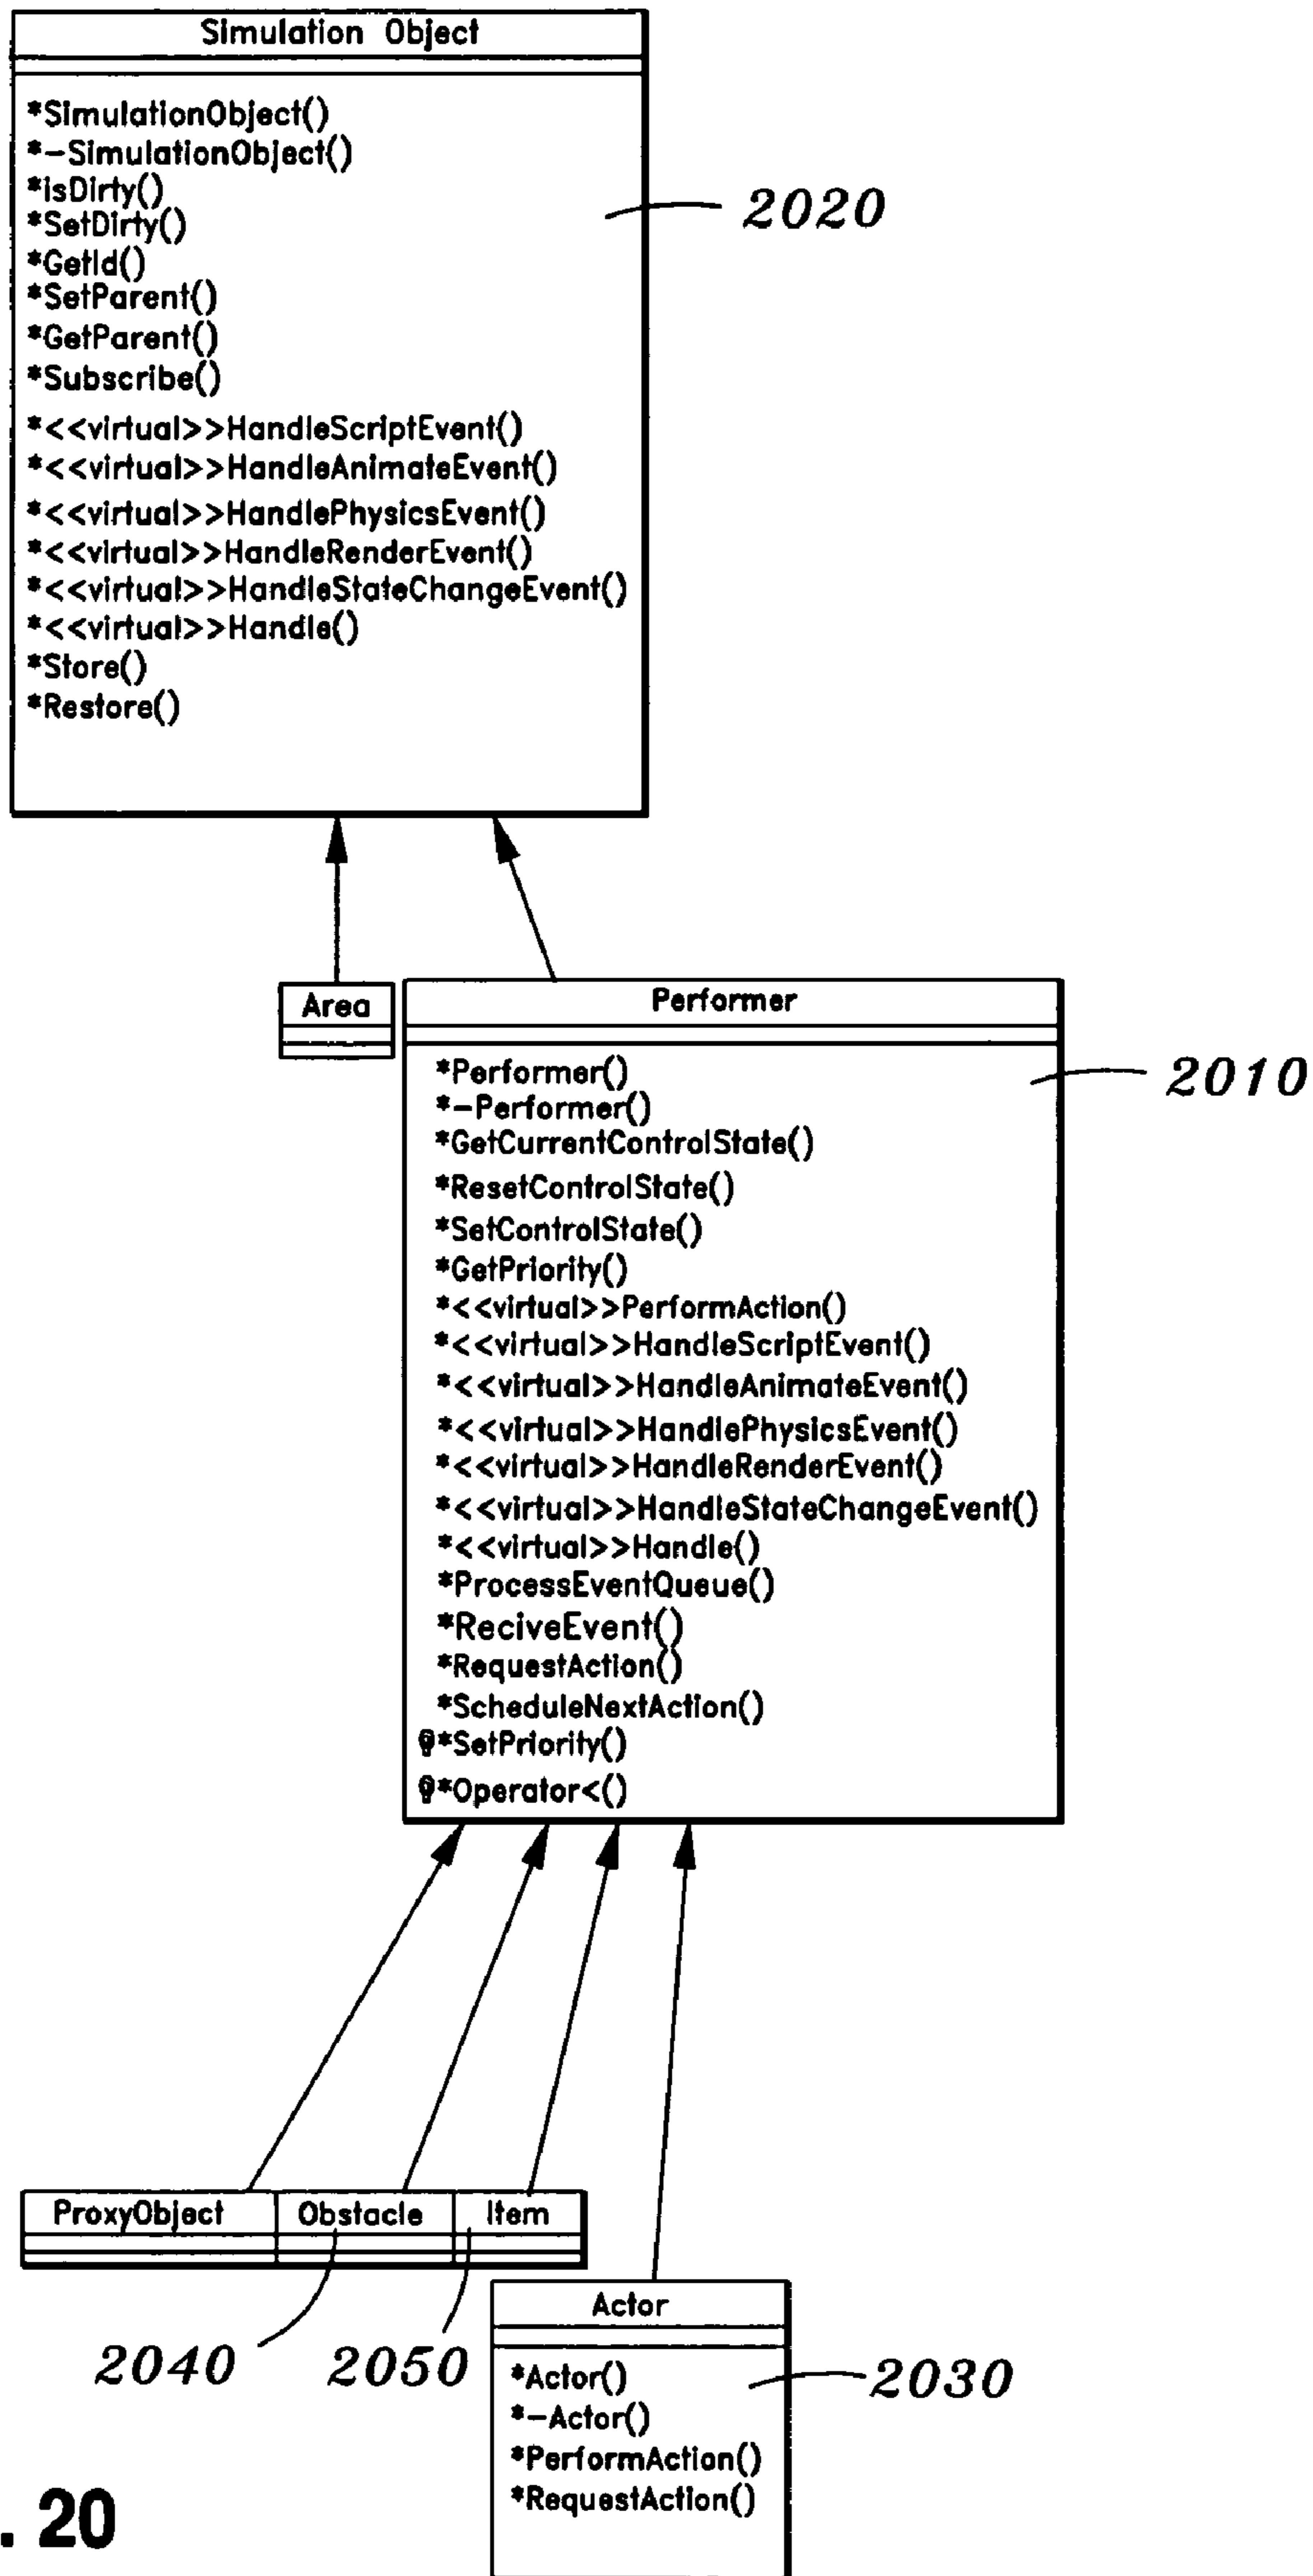 Simulation Object
*SimulationObject()
*-SimulationObject()
*isDirty()
*SetDirty()
*GetId()
*SetParent()
*GetParent()
*Subscribe()
*<<virtual>>HandleScriptEvent()
*<<virtual>>HandleAnimateEvent()
*<<virtual>>HandlePhysicsEvent()
*<<virtual>>HandleRenderEvent()
*<<virtual>>HandleStateChangeEvent()
*<<virtual>>Handle()
*Store()
*Restore()
2020
Area
Performer
*Performer()
*-Performer()
*GetCurrentControlState()
*ResetControlState()
*SetControlState()
*GetPriority()
*<<virtual>>PerformAction()
*<<virtual>>HandleScriptEvent()
*<<virtual>>HandleAnimateEvent()
*<<virtual>>HandlePhysicsEvent()
*<<virtual>>HandleRenderEvent()
*<<virtual>>HandleStateChangeEvent()
*<<virtual>>Handle()
*ProcessEventQueue()
*ReciveEvent()
*RequestAction()
*ScheduleNextAction()
*SetPriority()
*Operator<()
2010
ProxyObject
Obstacle
Item
2040
2050
Actor
*Actor()
*-Actor()
*PerformAction()
*RequestAction()
2030
. 20